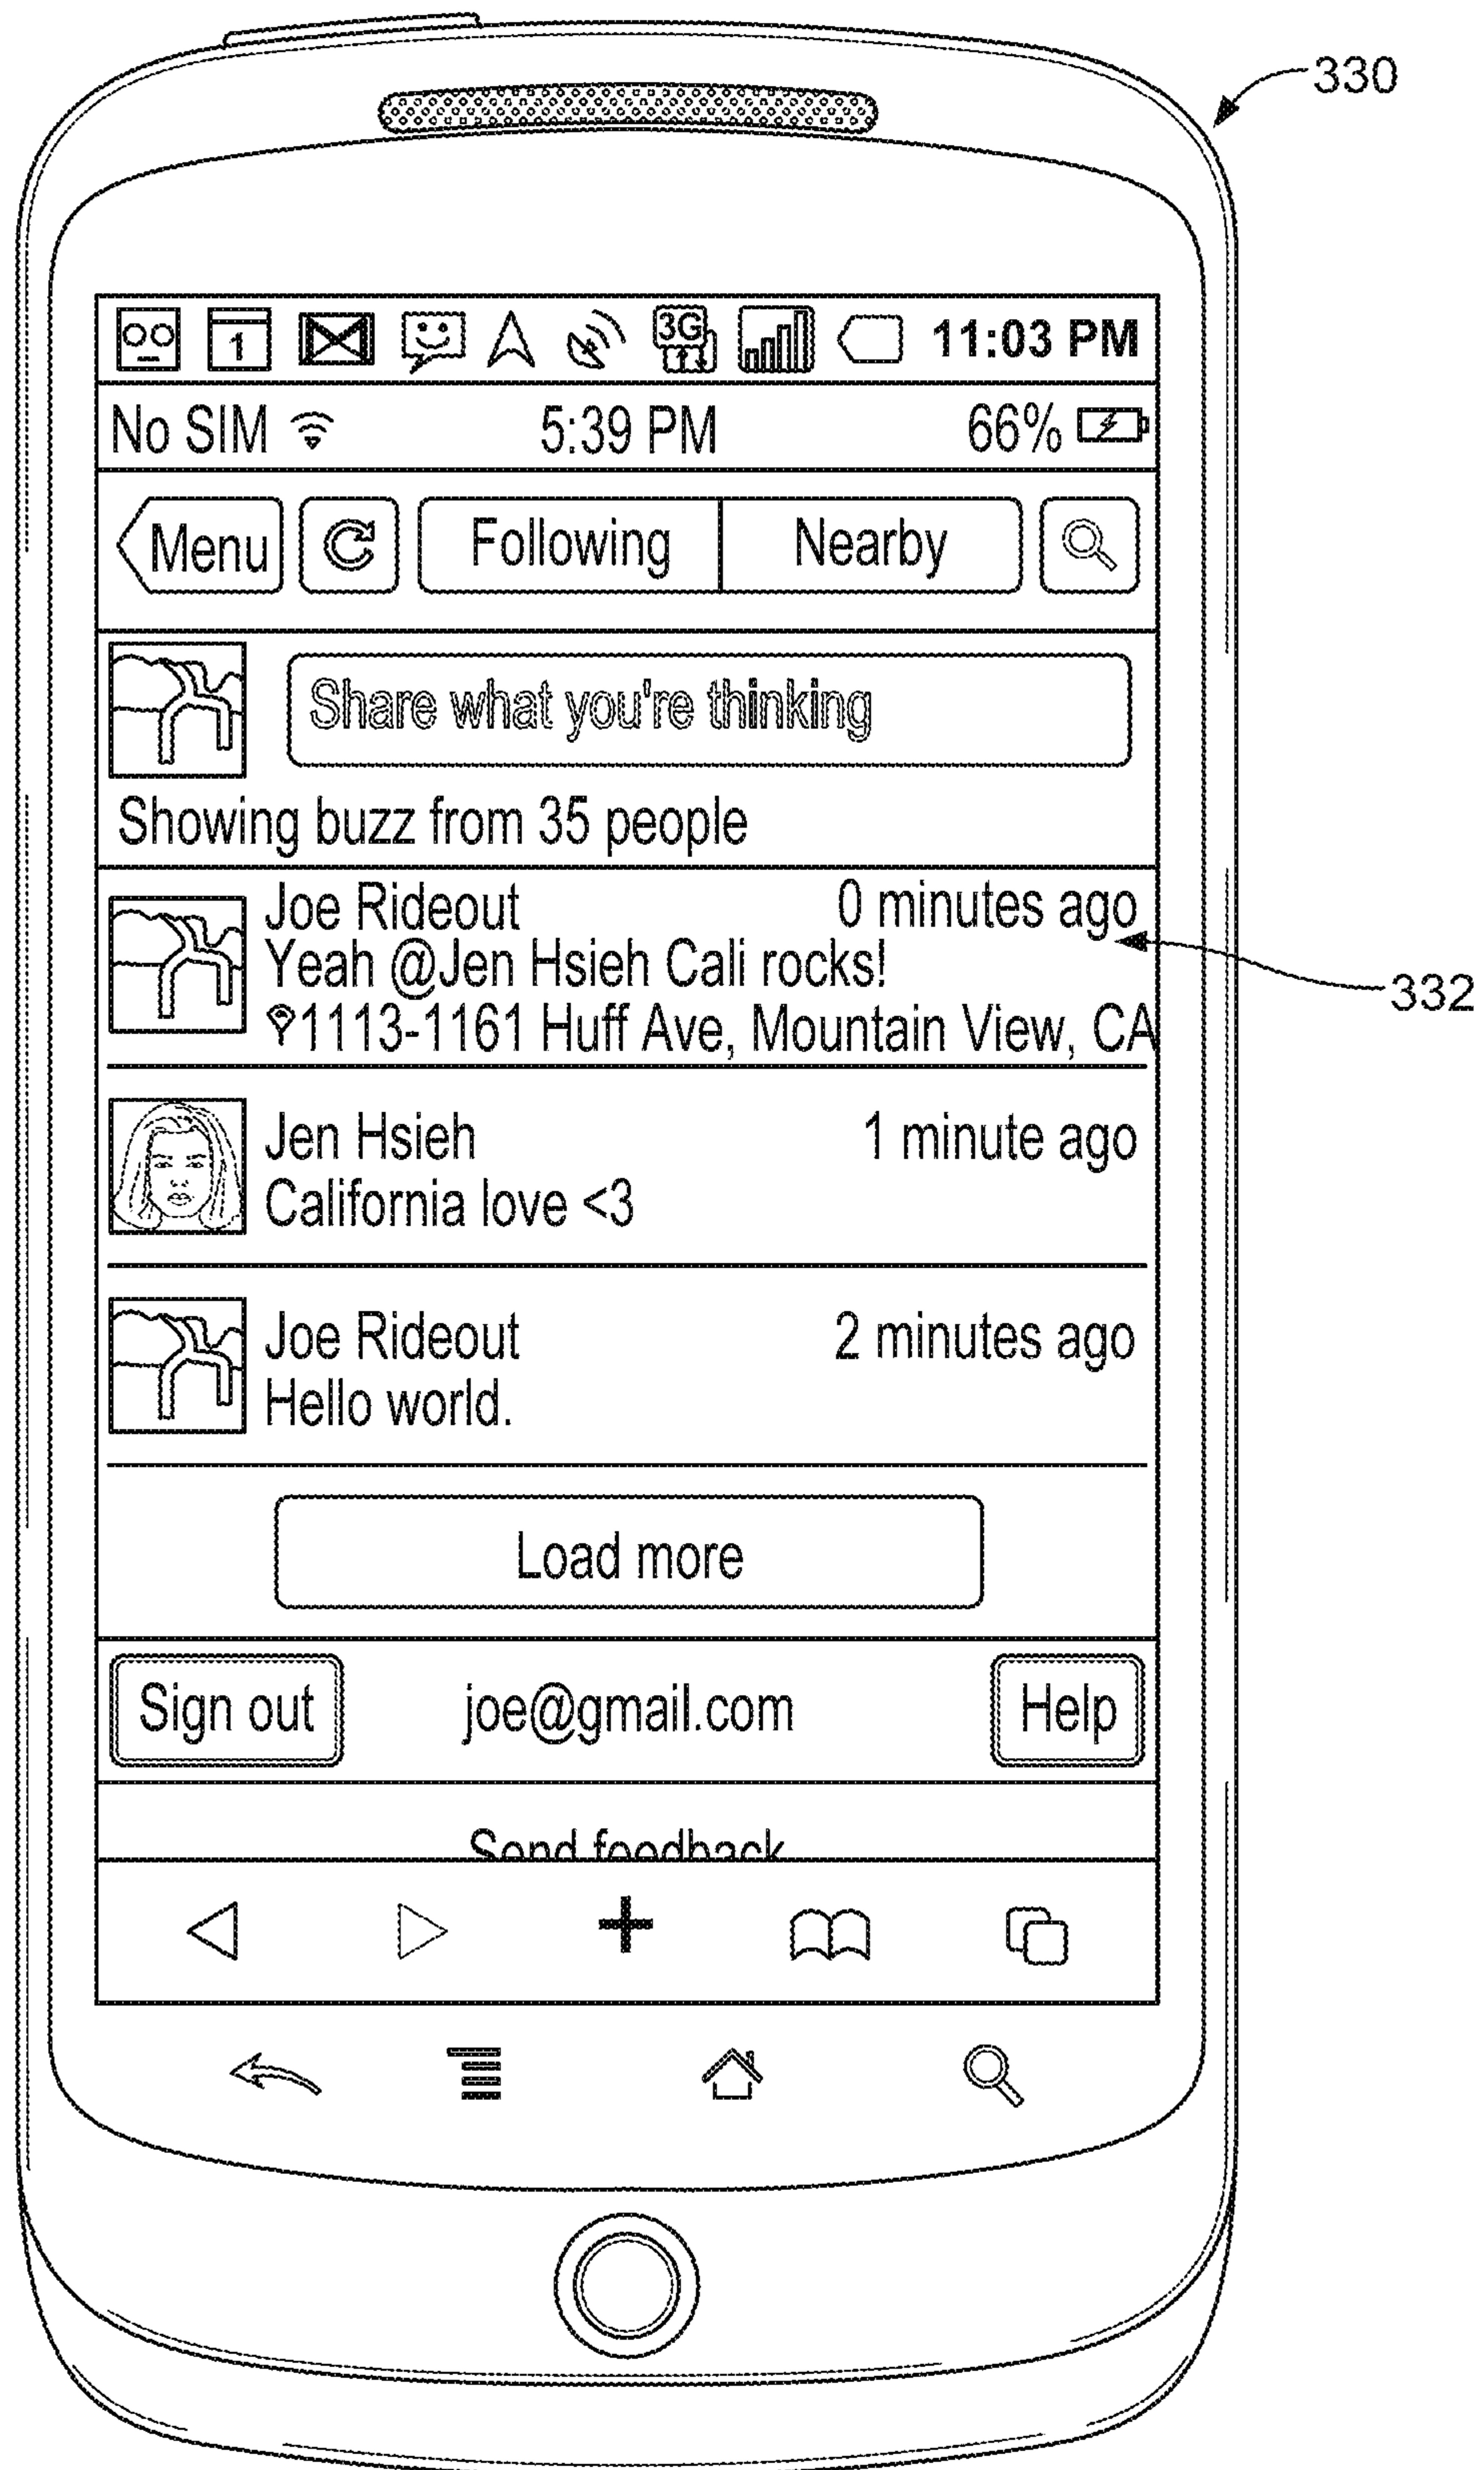 330
1
3G
11:03 PM
No SIM 5:39 PM 66%
Menu Following Nearby
Share what you're thinking
Showing buzz from 35 people
Joe Rideout 0 minutes ago
Yeah @Jen Hsieh Cali rocks!
332
1113-1161 Huff Ave, Mountain View, CA
Jen Hsieh 1 minute ago
California love <3
Joe Rideout 2 minutes ago
Hello world.
Load more
Sign out joe@gmail.com Help
Send feedback